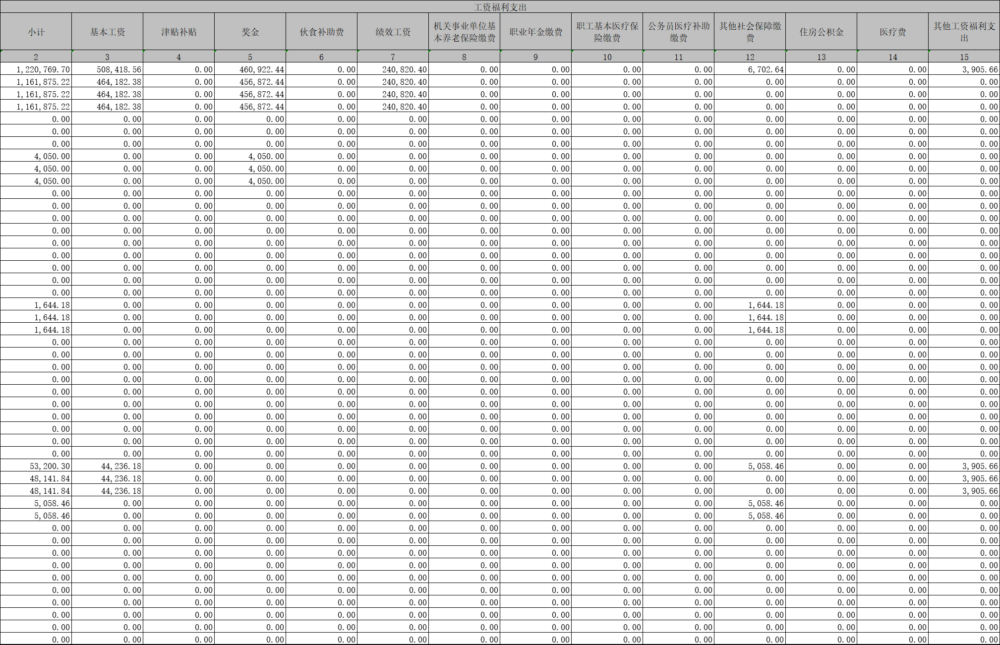 工资福利支出
小计 基本工资 津贴补贴 奖金 伙食补助费 绩效工资 机关事业单位基本养老保险缴费 职业年金缴费 职工基本医疗保险缴费 公务员医疗补助缴费 其他社会保障缴费 住房公积金 医疗费 其他工资福利支出
2 3 4 5 6 7 8 9 10 11 12 13 14 15
1,220,769.70 508,418.56 0.00 460,922.44 0.00 240,820.40 0.00 0.00 0.00 0.00 6,702.64 0.00 0.00 3,905.66
1,161,875.22 464,182.38 0.00 456,872.44 0.00 240,820.40 0.00 0.00 0.00 0.00 0.00 0.00 0.00 0.00
1,161,875.22 464,182.38 0.00 456,872.44 0.00 240,820.40 0.00 0.00 0.00 0.00 0.00 0.00 0.00 0.00
1,161,875.22 464,182.38 0.00 456,872.44 0.00 240,820.40 0.00 0.00 0.00 0.00 0.00 0.00 0.00 0.00
0.00 0.00 0.00 0.00 0.00 0.00 0.00 0.00 0.00 0.00 0.00 0.00 0.00 0.00
0.00 0.00 0.00 0.00 0.00 0.00 0.00 0.00 0.00 0.00 0.00 0.00 0.00 0.00
0.00 0.00 0.00 0.00 0.00 0.00 0.00 0.00 0.00 0.00 0.00 0.00 0.00 0.00
4,050.00 0.00 0.00 4,050.00 0.00 0.00 0.00 0.00 0.00 0.00 0.00 0.00 0.00 0.00
4,050.00 0.00 0.00 4,050.00 0.00 0.00 0.00 0.00 0.00 0.00 0.00 0.00 0.00 0.00
4,050.00 0.00 0.00 4,050.00 0.00 0.00 0.00 0.00 0.00 0.00 0.00 0.00 0.00 0.00
0.00 0.00 0.00 0.00 0.00 0.00 0.00 0.00 0.00 0.00 0.00 0.00 0.00 0.00
0.00 0.00 0.00 0.00 0.00 0.00 0.00 0.00 0.00 0.00 0.00 0.00 0.00 0.00
0.00 0.00 0.00 0.00 0.00 0.00 0.00 0.00 0.00 0.00 0.00 0.00 0.00 0.00
0.00 0.00 0.00 0.00 0.00 0.00 0.00 0.00 0.00 0.00 0.00 0.00 0.00 0.00
0.00 0.00 0.00 0.00 0.00 0.00 0.00 0.00 0.00 0.00 0.00 0.00 0.00 0.00
0.00 0.00 0.00 0.00 0.00 0.00 0.00 0.00 0.00 0.00 0.00 0.00 0.00 0.00
0.00 0.00 0.00 0.00 0.00 0.00 0.00 0.00 0.00 0.00 0.00 0.00 0.00 0.00
0.00 0.00 0.00 0.00 0.00 0.00 0.00 0.00 0.00 0.00 0.00 0.00 0.00 0.00
0.00 0.00 0.00 0.00 0.00 0.00 0.00 0.00 0.00 0.00 0.00 0.00 0.00 0.00
1,644.18 0.00 0.00 0.00 0.00 0.00 0.00 0.00 0.00 0.00 1,644.18 0.00 0.00 0.00
1,644.18 0.00 0.00 0.00 0.00 0.00 0.00 0.00 0.00 0.00 1,644.18 0.00 0.00 0.00
1,644.18 0.00 0.00 0.00 0.00 0.00 0.00 0.00 0.00 0.00 1,644.18 0.00 0.00 0.00
0.00 0.00 0.00 0.00 0.00 0.00 0.00 0.00 0.00 0.00 0.00 0.00 0.00 0.00
0.00 0.00 0.00 0.00 0.00 0.00 0.00 0.00 0.00 0.00 0.00 0.00 0.00 0.00
0.00 0.00 0.00 0.00 0.00 0.00 0.00 0.00 0.00 0.00 0.00 0.00 0.00 0.00
0.00 0.00 0.00 0.00 0.00 0.00 0.00 0.00 0.00 0.00 0.00 0.00 0.00 0.00
0.00 0.00 0.00 0.00 0.00 0.00 0.00 0.00 0.00 0.00 0.00 0.00 0.00 0.00
0.00 0.00 0.00 0.00 0.00 0.00 0.00 0.00 0.00 0.00 0.00 0.00 0.00 0.00
0.00 0.00 0.00 0.00 0.00 0.00 0.00 0.00 0.00 0.00 0.00 0.00 0.00 0.00
0.00 0.00 0.00 0.00 0.00 0.00 0.00 0.00 0.00 0.00 0.00 0.00 0.00 0.00
0.00 0.00 0.00 0.00 0.00 0.00 0.00 0.00 0.00 0.00 0.00 0.00 0.00 0.00
0.00 0.00 0.00 0.00 0.00 0.00 0.00 0.00 0.00 0.00 0.00 0.00 0.00 0.00
53,200.30 44,236.18 0.00 0.00 0.00 0.00 0.00 0.00 0.00 0.00 5,058.46 0.00 0.00 3,905.66
48,141.84 44,236.18 0.00 0.00 0.00 0.00 0.00 0.00 0.00 0.00 0.00 0.00 0.00 3,905.66
48,141.84 44,236.18 0.00 0.00 0.00 0.00 0.00 0.00 0.00 0.00 0.00 0.00 0.00 3,905.66
5,058.46 0.00 0.00 0.00 0.00 0.00 0.00 0.00 0.00 0.00 5,058.46 0.00 0.00 0.00
5,058.46 0.00 0.00 0.00 0.00 0.00 0.00 0.00 0.00 0.00 5,058.46 0.00 0.00 0.00
0.00 0.00 0.00 0.00 0.00 0.00 0.00 0.00 0.00 0.00 0.00 0.00 0.00 0.00
0.00 0.00 0.00 0.00 0.00 0.00 0.00 0.00 0.00 0.00 0.00 0.00 0.00 0.00
0.00 0.00 0.00 0.00 0.00 0.00 0.00 0.00 0.00 0.00 0.00 0.00 0.00 0.00
0.00 0.00 0.00 0.00 0.00 0.00 0.00 0.00 0.00 0.00 0.00 0.00 0.00 0.00
0.00 0.00 0.00 0.00 0.00 0.00 0.00 0.00 0.00 0.00 0.00 0.00 0.00 0.00
0.00 0.00 0.00 0.00 0.00 0.00 0.00 0.00 0.00 0.00 0.00 0.00 0.00 0.00
0.00 0.00 0.00 0.00 0.00 0.00 0.00 0.00 0.00 0.00 0.00 0.00 0.00 0.00
0.00 0.00 0.00 0.00 0.00 0.00 0.00 0.00 0.00 0.00 0.00 0.00 0.00 0.00
0.00 0.00 0.00 0.00 0.00 0.00 0.00 0.00 0.00 0.00 0.00 0.00 0.00 0.00
0.00 0.00 0.00 0.00 0.00 0.00 0.00 0.00 0.00 0.00 0.00 0.00 0.00 0.00